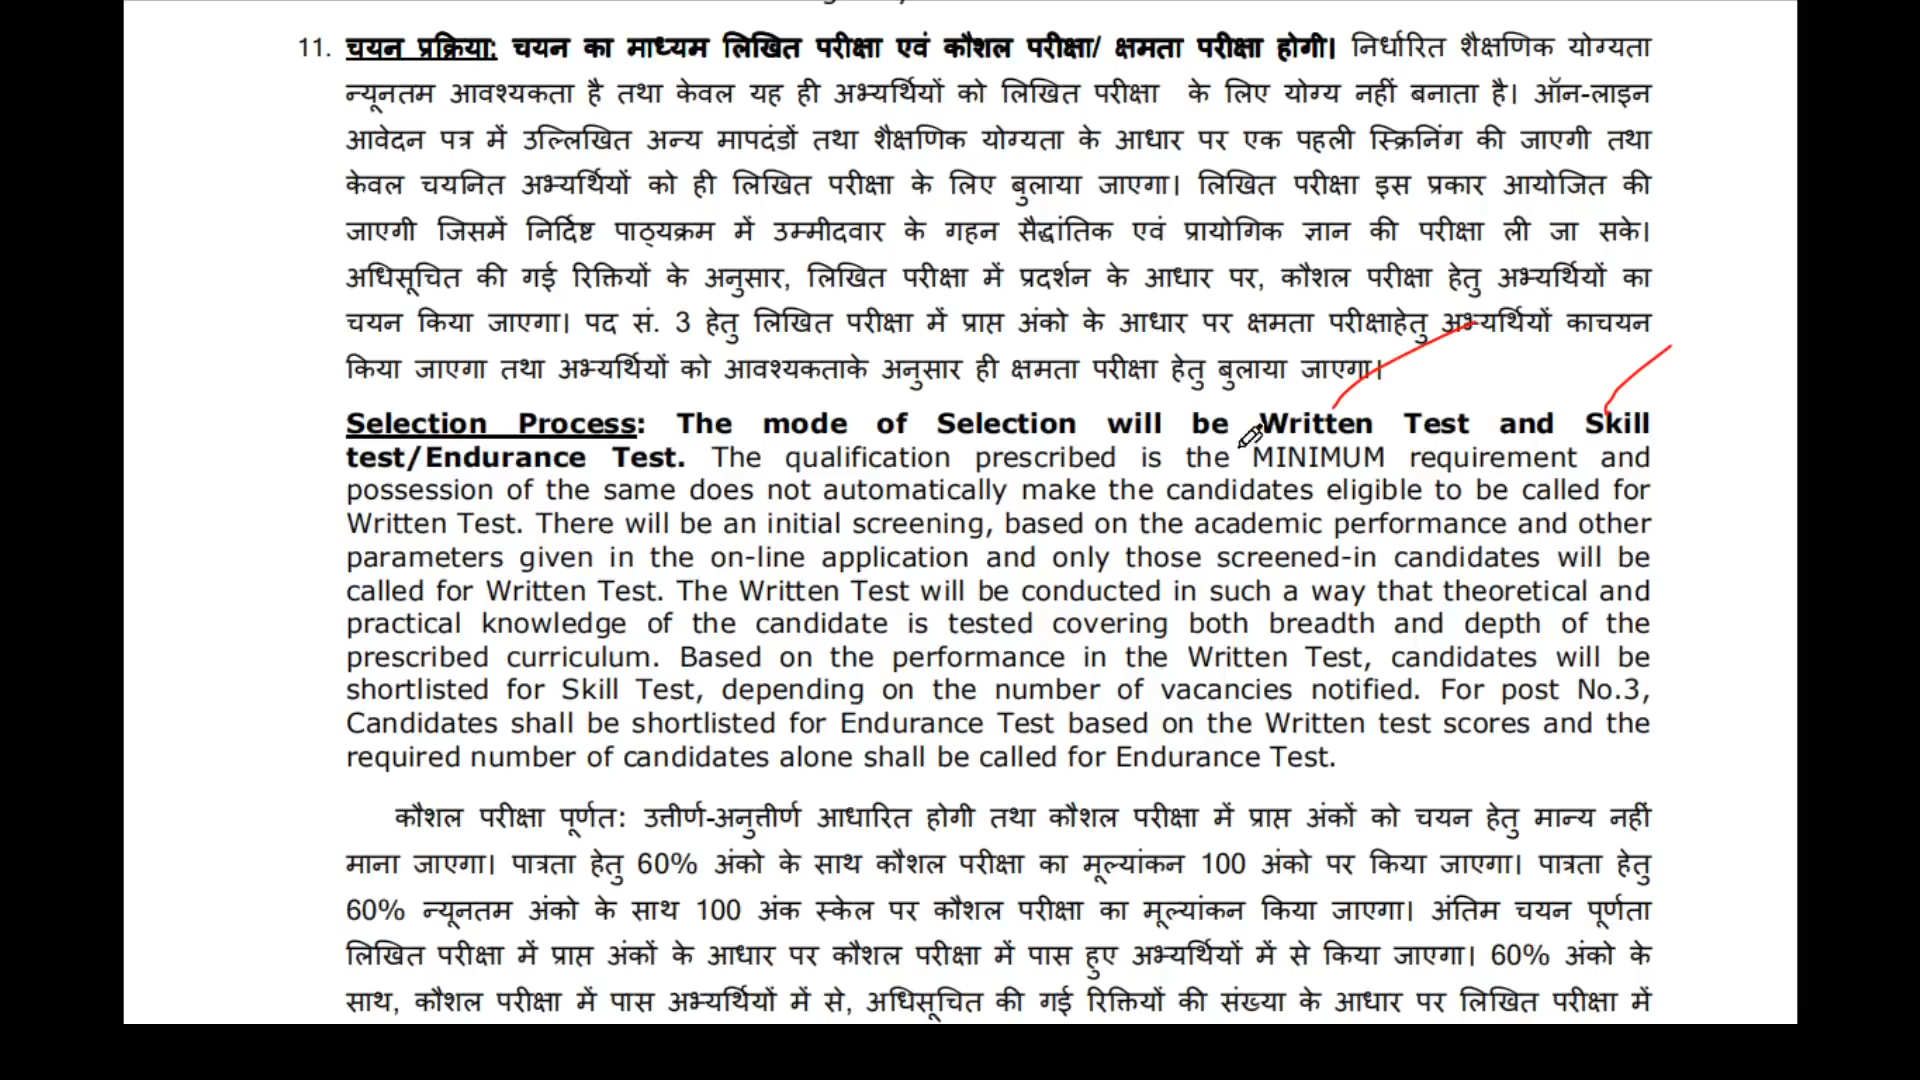 11. चयन प्रक्रिया: चयन का माध्यम लिखित परीक्षा एवं कौशल परीक्षा/ क्षमता परीक्षा होगी। निर्धारित शैक्षणिक योग्यता
न्यूनतम आवश्यकता है तथा केवल यह ही अभ्यर्थियों को लिखित परीक्षा के लिए योग्य नहीं बनाता है। ऑन-लाइन
आवेदन पत्र में उल्लिखित अन्य मापदंडों तथा शैक्षणिक योग्यता के आधार पर एक पहली स्क्रिनिंग की जाएगी तथा
केवल चयनित अभ्यर्थियों को ही लिखित परीक्षा के लिए बुलाया जाएगा। लिखित परीक्षा इस प्रकार आयोजित की
जाएगी जिसमें निर्दिष्ट पाठ्यक्रम में उम्मीदवार के गहन सैद्धांतिक एवं प्रायोगिक ज्ञान की परीक्षा ली जा सके।
अधिसूचित की गई रिक्तियों के अनुसार, लिखित परीक्षा में प्रदर्शन के आधार पर, कौशल परीक्षा हेतु अभ्यर्थियों का
चयन किया जाएगा। पद सं. 3 हेतु लिखित परीक्षा में प्राप्त अंको के आधार पर क्षमता परीक्षाहेतु अभ्यर्थियों काचयन
किया जाएगा तथा अभ्यर्थियों को आवश्यकताके अनुसार ही क्षमता परीक्षा हेतु बुलाया जाएगा।
Selection Process: The mode of Selection will be Written Test and Skill
test/Endurance Test. The qualification prescribed is the MINIMUM requirement and
possession of the same does not automatically make the candidates eligible to be called for
Written Test. There will be an initial screening, based on the academic performance and other
parameters given in the on-line application and only those screened-in candidates will be
called for Written Test. The Written Test will be conducted in such a way that theoretical and
practical knowledge of the candidate is tested covering both breadth and depth of the
prescribed curriculum. Based on the performance in the Written Test, candidates will be
shortlisted for Skill Test, depending on the number of vacancies notified. For post No.3,
Candidates shall be shortlisted for Endurance Test based on the Written test scores and the
required number of candidates alone shall be called for Endurance Test.
कौशल परीक्षा पूर्णत: उत्तीर्ण-अनुत्तीर्ण आधारित होगी तथा कौशल परीक्षा में प्राप्त अंकों को चयन हेतु मान्य नहीं
माना जाएगा। पात्रता हेतु 60% अंको के साथ कौशल परीक्षा का मूल्यांकन 100 अंको पर किया जाएगा। पात्रता हेतु
60% न्यूनतम अंको के साथ 100 अंक स्केल पर कौशल परीक्षा का मूल्यांकन किया जाएगा। अंतिम चयन पूर्णता
लिखित परीक्षा में प्राप्त अंकों के आधार पर कौशल परीक्षा में पास हुए अभ्यर्थियों में से किया जाएगा। 60% अंको के
साथ, कौशल परीक्षा में पास अभ्यर्थियों में से, अधिसूचित की गई रिक्तियों की संख्या के आधार पर लिखित परीक्षा में